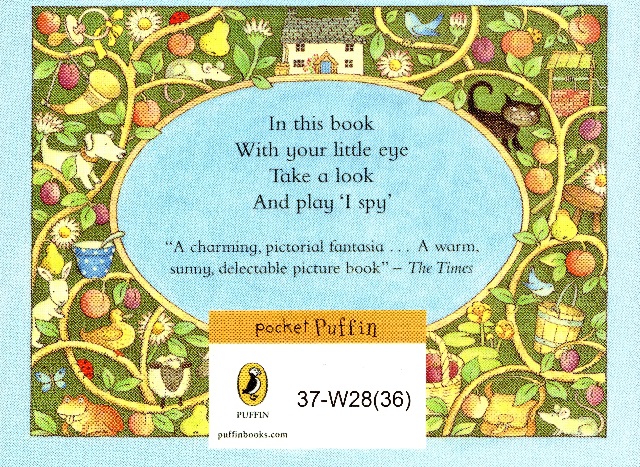 In this book
With your little eye
Take a look
And play ‘I spy’
“A charming, pictorial fantasia . . . A warm,
sunny, delectable picture book” – The Times
pocket Puffin
PUFFIN
37-W28(36)
puffinbooks.com